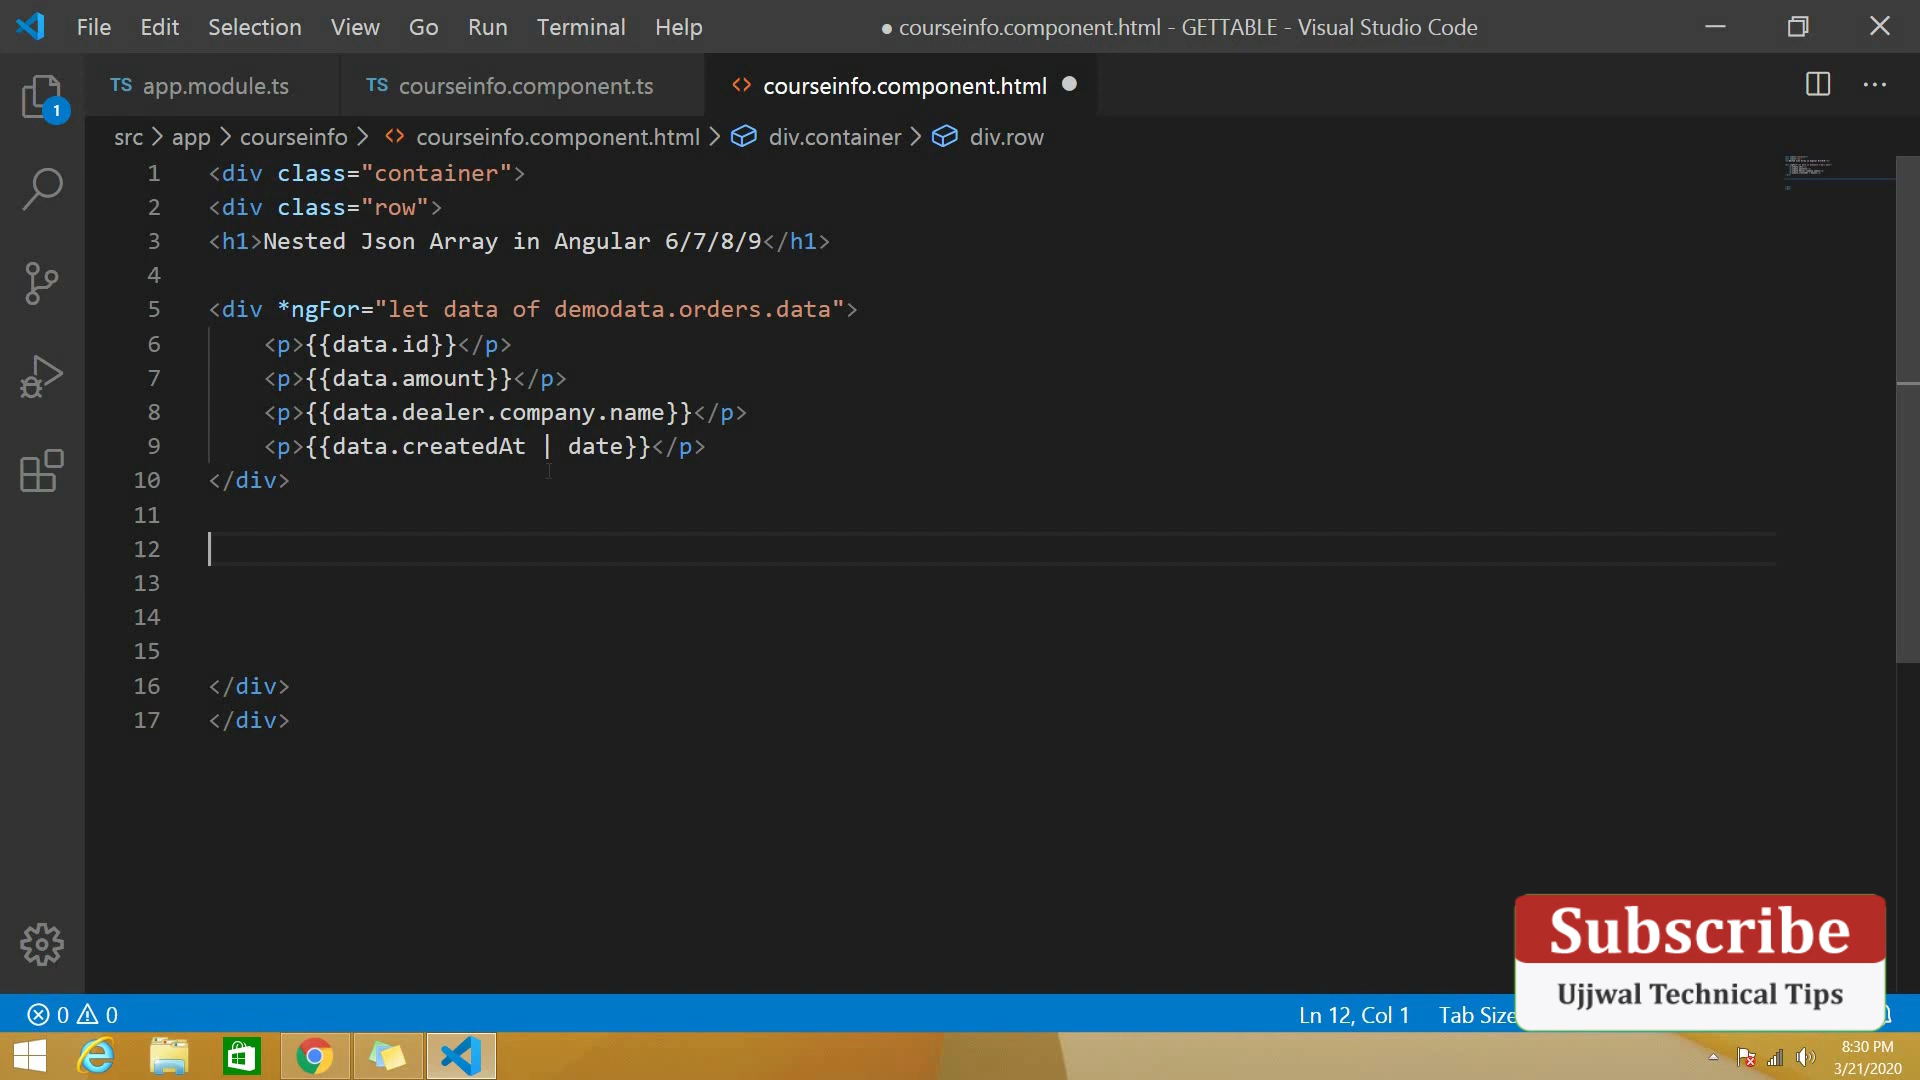 File Edit Selection View Go Run Terminal Help
● courseinfo.component.html - GETTABLE - Visual Studio Code
TS app.module.ts
TS courseinfo.component.ts
<> courseinfo.component.html
1
src > app > courseinfo > <> courseinfo.component.html > div.container > div.row
1 <div class="container">
2 <div class="row">
3 <h1>Nested Json Array in Angular 6/7/8/9</h1>
4
5 <div *ngFor="let data of demodata.orders.data">
6 <p>{{data.id}}</p>
7 <p>{{data.amount}}</p>
8 <p>{{data.dealer.company.name}}</p>
9 <p>{{data.createdAt | date}}</p>
10 </div>
11
12
13
14
15
16 </div>
17 </div>
Subscribe
Ujjwal Technical Tips
0 0
Ln 12, Col 1 Tab Size
8:30 PM
3/21/2020